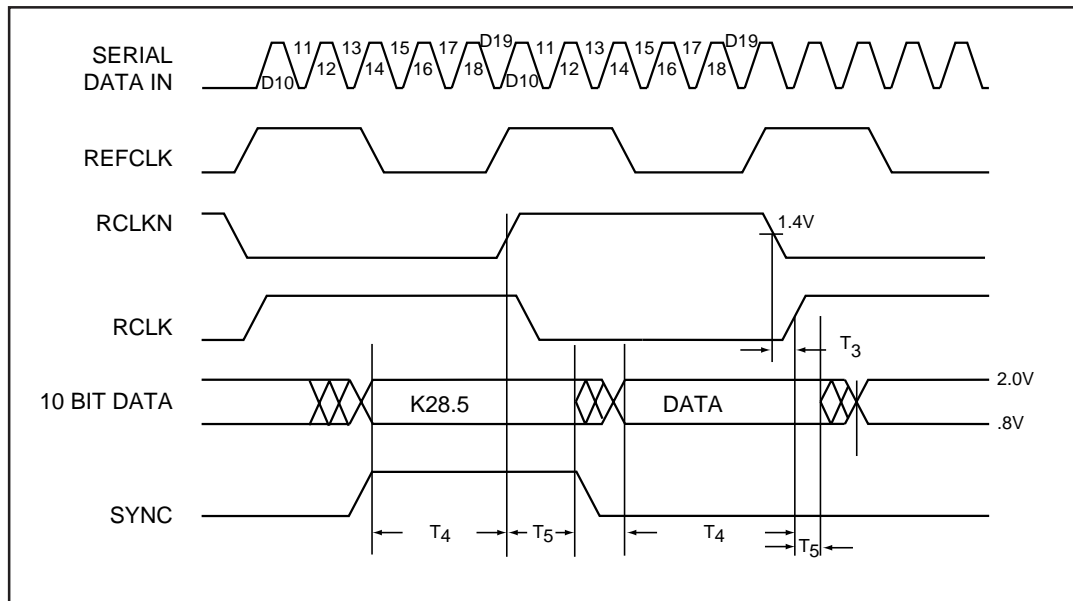 SERIAL
DATA IN
D10 11 12 13 14 15 16 17 18 D19 D10 11 12 13 14 15 16 17 18 D19
REFCLK
RCLKN
1.4V
RCLK
T3
10 BIT DATA
K28.5
DATA
2.0V
.8V
SYNC
T4
T5
T4
T5